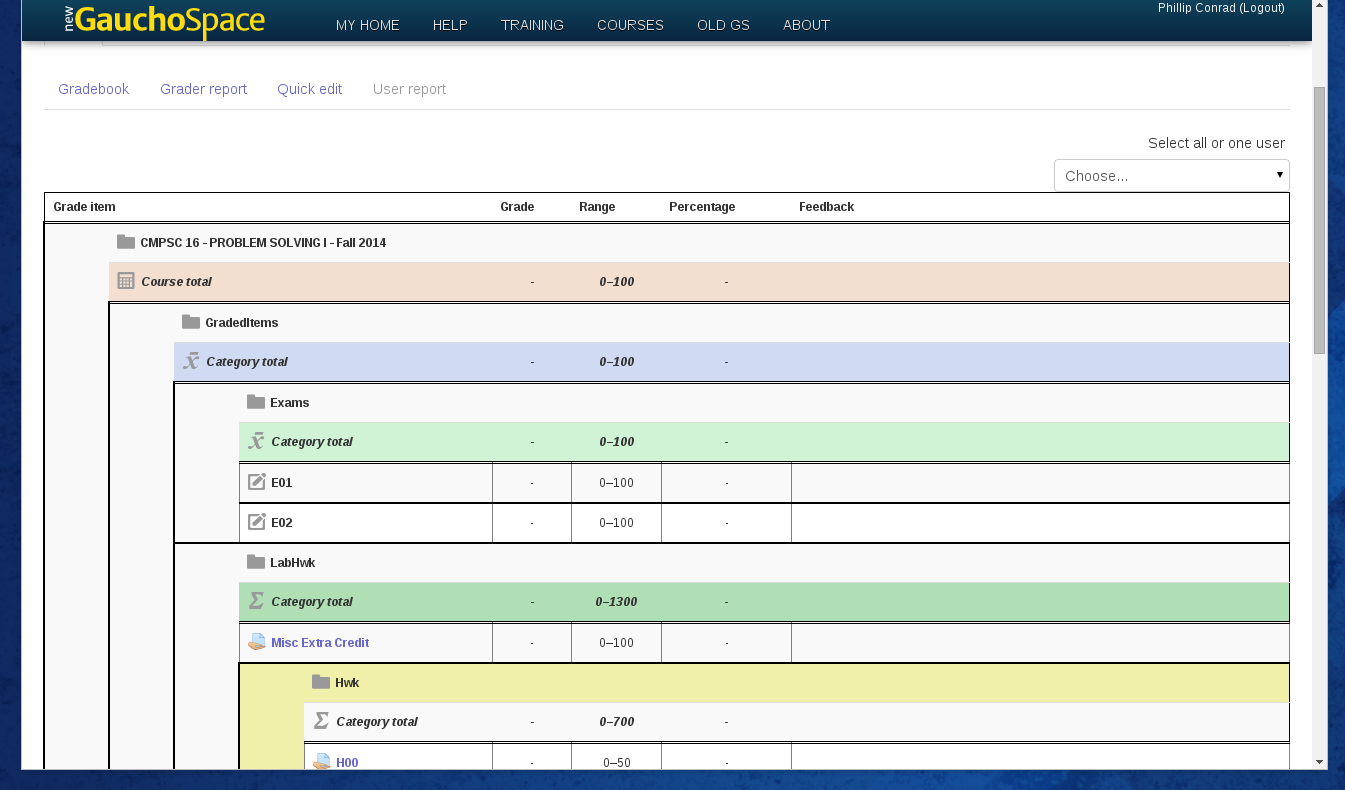 new GauchoSpace MY HOME HELP TRAINING COURSES OLD GS ABOUT Phillip Conrad (Logout)
Gradebook Grader report Quick edit User report
Select all or one user
Choose...
Grade item Grade Range Percentage Feedback
CMPSC 16 - PROBLEM SOLVING I - Fall 2014
Course total - 0–100 -
GradedItems
x̄ Category total - 0–100 -
Exams
x̄ Category total - 0–100 -
E01 - 0–100 -
E02 - 0–100 -
LabHwk
Σ Category total - 0–1300 -
Misc Extra Credit - 0–100 -
Hwk
Σ Category total - 0–700 -
H00 - 0–50 -